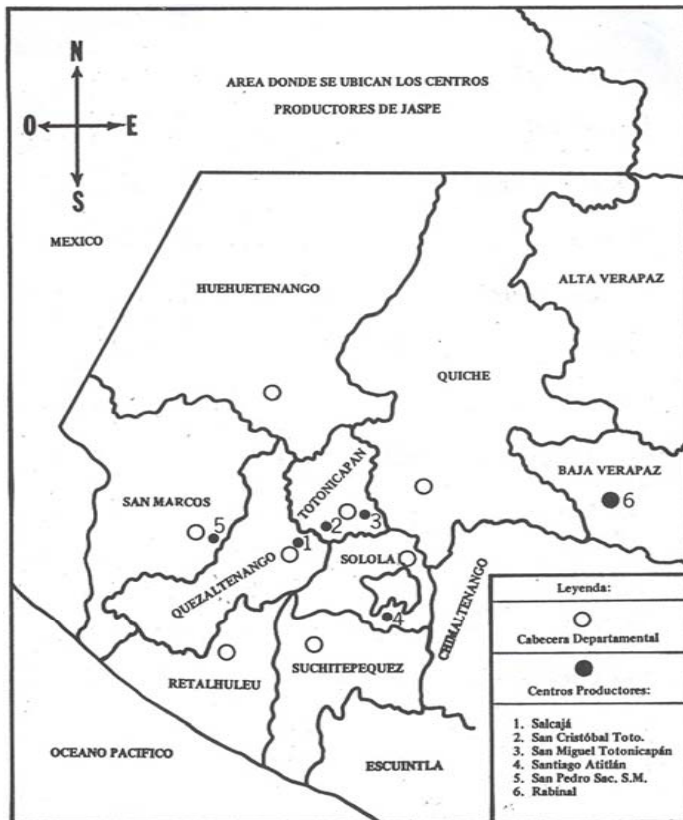 N
O
E
S
AREA DONDE SE UBICAN LOS CENTROS
PRODUCTORES DE JASPE
MEXICO
HUEHUETENANGO
ALTA VERAPAZ
QUICHE
TOTONICAPAN
BAJA VERAPAZ
SAN MARCOS
6
5
2
3
1
QUEZALTENANGO
SOLOLA
4
CHIMALTENANGO
RETALHULEU
SUCHITEPEQUEZ
OCEANO PACIFICO
ESCUINTLA
Leyenda:
Cabecera Departamental
Centros Productores:
1. Salcajá
2. San Cristóbal Toto.
3. San Miguel Totonicapán
4. Santiago Atitlán
5. San Pedro Sac. S.M.
6. Rabinal